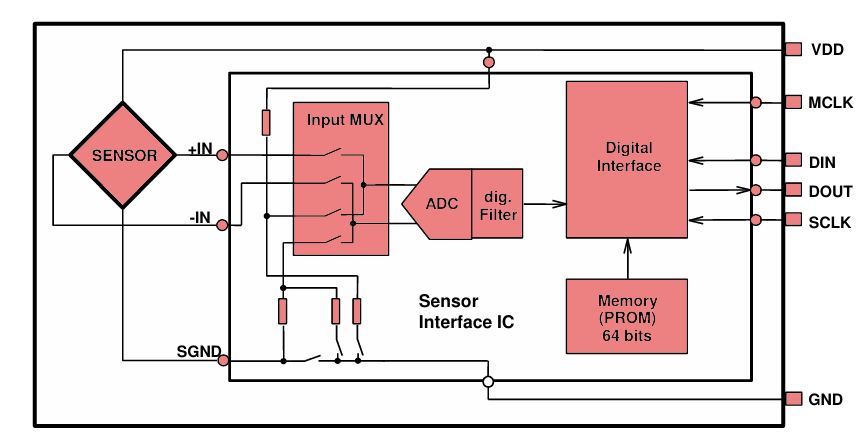 VDD
MCLK
Input MUX
+IN
SENSOR
Digital
Interface
DIN
DOUT
ADC
dig.
Filter
-IN
SCLK
Sensor
Interface IC
Memory
(PROM)
64 bits
SGND
GND